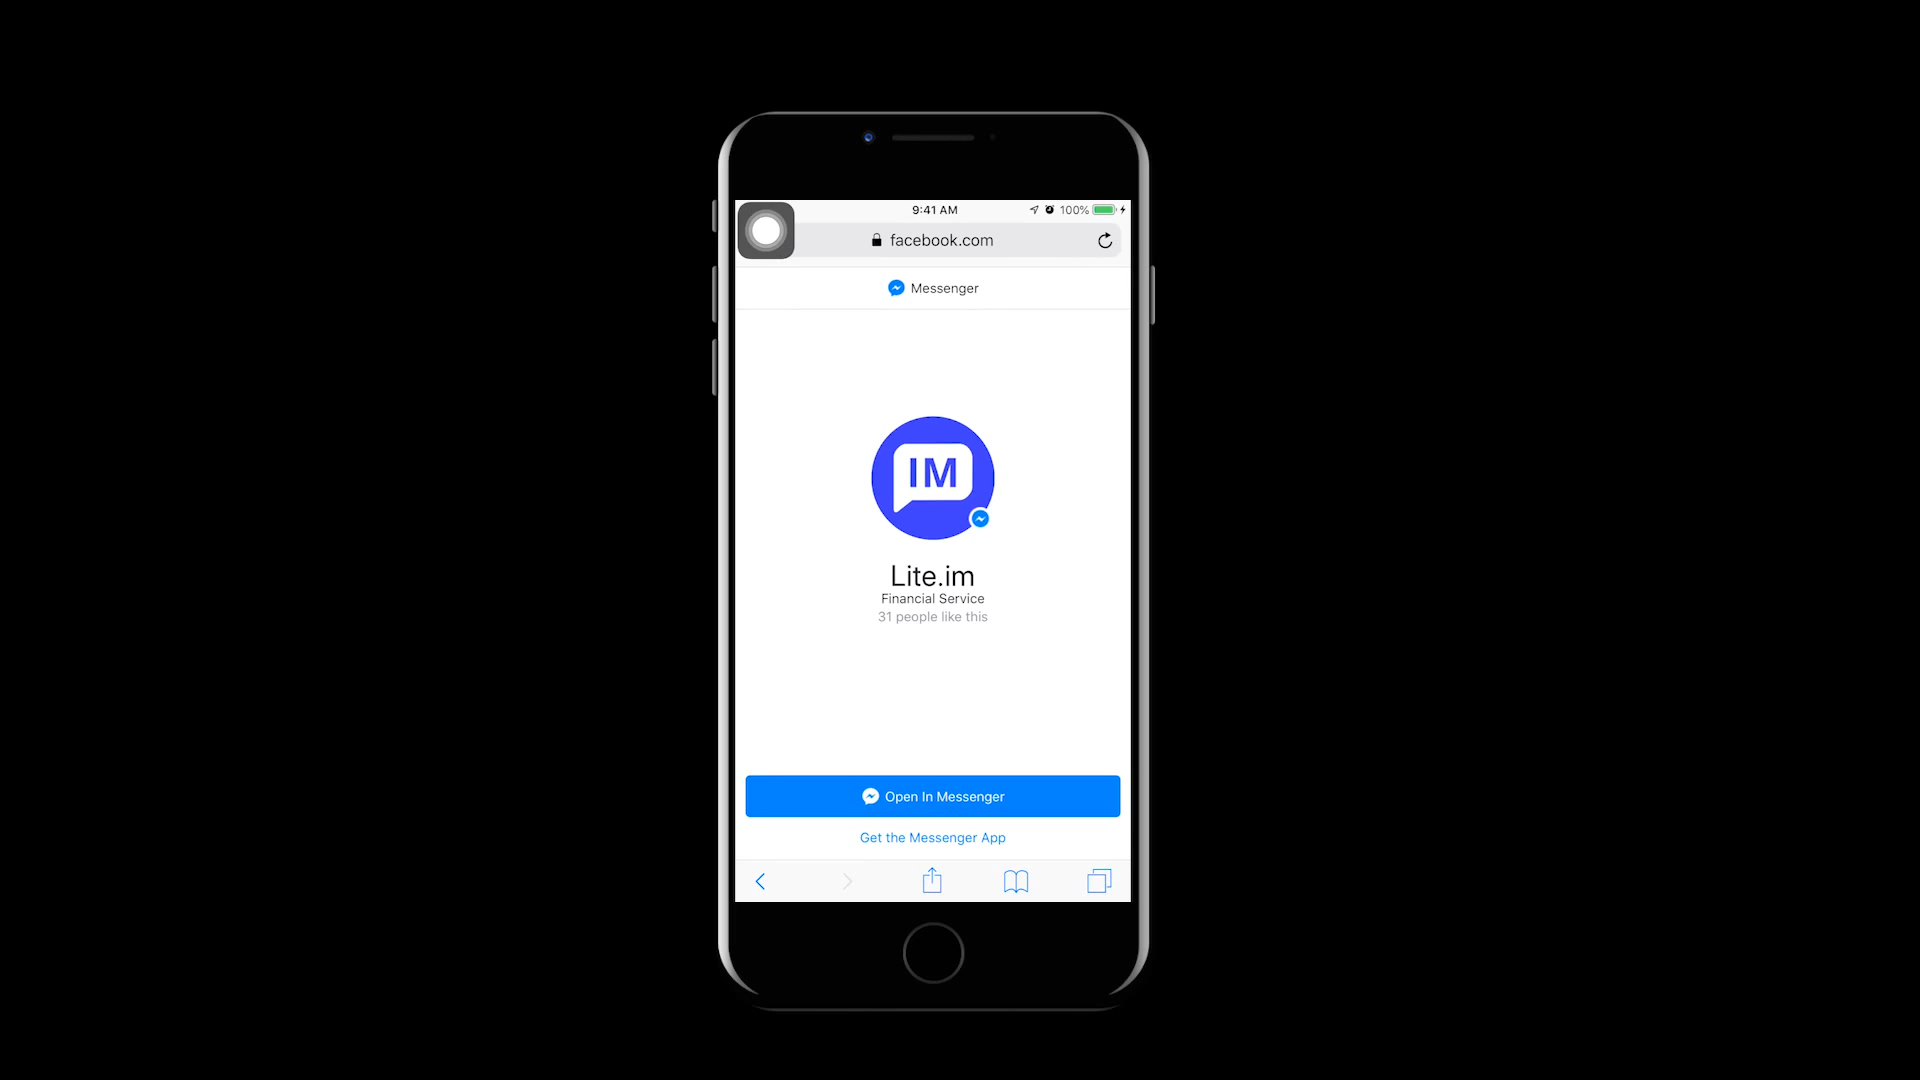 9:41 AM 100%
facebook.com
Messenger
IM
Lite.im
Financial Service
31 people like this
Open In Messenger
Get the Messenger App